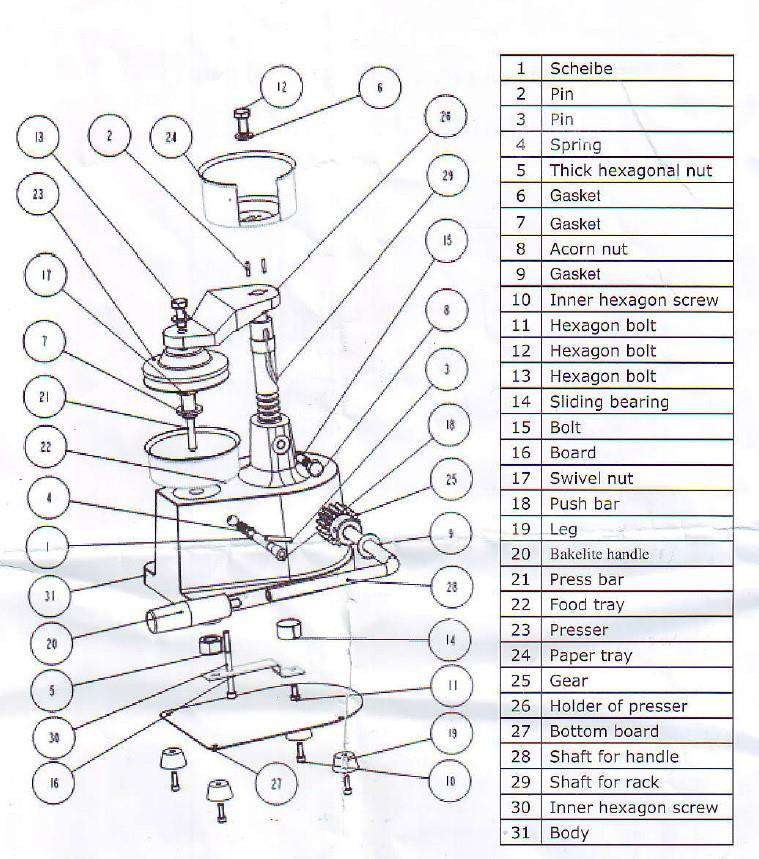 12
6
26
13
2
24
29
23
15
17
8
7
3
21
18
22
25
4
9
1
31
28
20
14
5
11
30
19
16
27
10
1 Scheibe
2 Pin
3 Pin
4 Spring
5 Thick hexagonal nut
6 Gasket
7 Gasket
8 Acorn nut
9 Gasket
10 Inner hexagon screw
11 Hexagon bolt
12 Hexagon bolt
13 Hexagon bolt
14 Sliding bearing
15 Bolt
16 Board
17 Swivel nut
18 Push bar
19 Leg
20 Bakelite handle
21 Press bar
22 Food tray
23 Presser
24 Paper tray
25 Gear
26 Holder of presser
27 Bottom board
28 Shaft for handle
29 Shaft for rack
30 Inner hexagon screw
31 Body